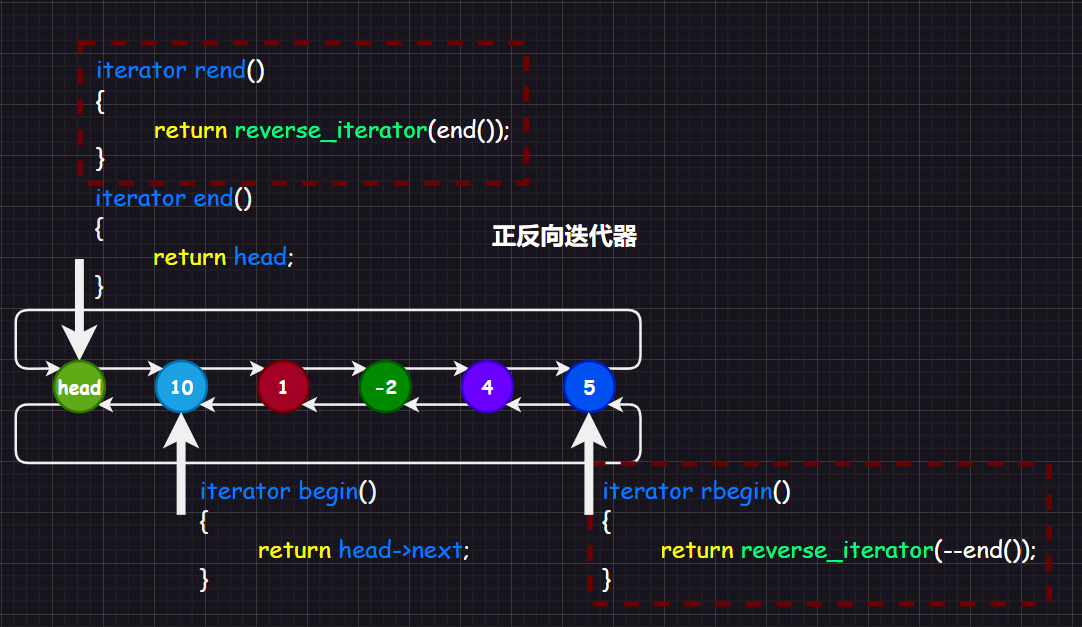 iterator rend()
{
return reverse_iterator(end());
}
iterator end()
{
return head;
}
正反向迭代器
head
10
1
-2
4
5
iterator begin()
{
return head->next;
}
iterator rbegin()
{
return reverse_iterator(--end());
}